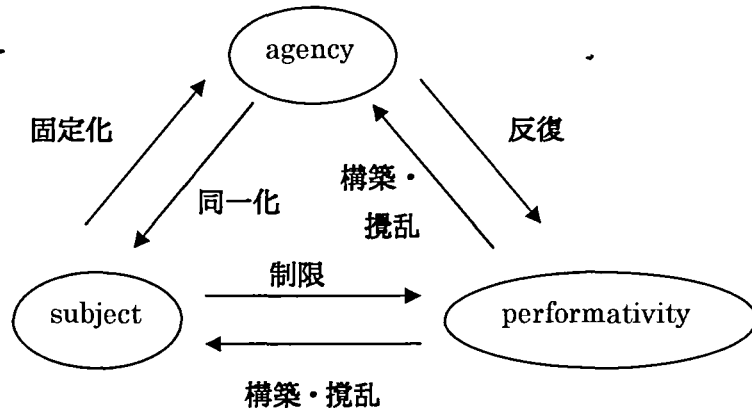 agency
固定化
反復
構築・
攪乱
同一化
制限
subject
performativity
構築・攪乱